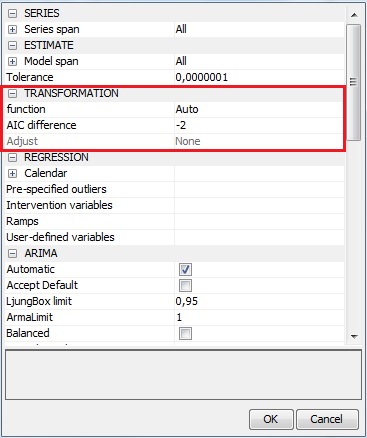 SERIES
Series span All
ESTIMATE
Model span All
Tolerance 0,0000001
TRANSFORMATION
function Auto
AIC difference -2
Adjust None
REGRESSION
Calendar
Pre-specified outliers
Intervention variables
Ramps
User-defined variables
ARIMA
Automatic
Accept Default
LjungBox limit 0,95
ArmaLimit 1
Balanced
OK Cancel